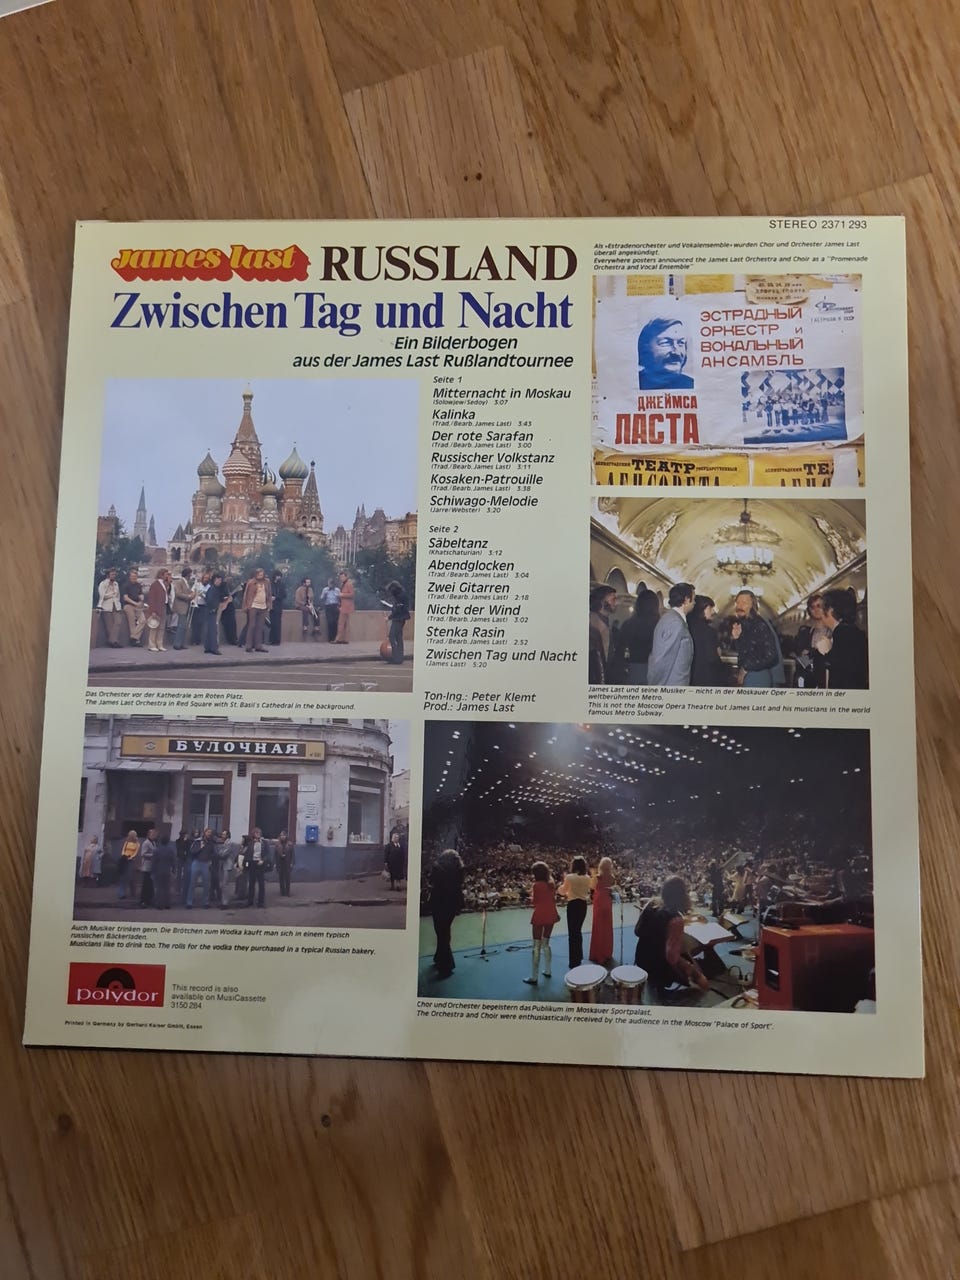 STEREO 2371 293
james last RUSSLAND
Zwischen Tag und Nacht
Ein Bilderbogen
aus der James Last Rußlandtournee
Seite 1
Mitternacht in Moskau
(Solowjew/Sedoy) 3:07
Kalinka
(Trad./Bearb. James Last) 3:43
Der rote Sarafan
(Trad./Bearb. James Last) 3:00
Russischer Volkstanz
(Trad./Bearb. James Last) 3:11
Kosaken-Patrouille
(Trad./Bearb. James Last) 3:38
Schiwago-Melodie
(Jarre/Webster) 3:20
Seite 2
Säbeltanz
(Khatschaturian) 3:12
Abendglocken
(Trad./Bearb. James Last) 3:04
Zwei Gitarren
(Trad./Bearb. James Last) 2:18
Nicht der Wind
(Trad./Bearb. James Last) 3:02
Stenka Rasin
(Trad./Bearb. James Last) 2:52
Zwischen Tag und Nacht
(James Last) 5:20
Ton-Ing.: Peter Klemt
Prod.: James Last
Als »Estradenorchester und Vokalensemble« wurden Chor und Orchester James Last
überall angekündigt.
Everywhere posters announced the James Last Orchestra and Choir as a "Promenade
Orchestra and Vocal Ensemble"
ЭСТРАДНЫЙ
ОРКЕСТР и
ВОКАЛЬНЫЙ
АНСАМБЛЬ
ДЖЕЙМСА
ЛАСТА
ЛЕНИНГРАДСКИЙ ТЕАТР ГОСУДАРСТВЕННЫЙ
ЛЕНСОВЕТА
ТЕА
James Last und seine Musiker – nicht in der Moskauer Oper – sondern in der
weltberühmten Metro.
This is not the Moscow Opera Theatre but James Last and his musicians in the world
famous Metro Subway.
Das Orchester vor der Kathedrale am Roten Platz.
The James Last Orchestra in Red Square with St. Basil's Cathedral in the background.
БУЛОЧНАЯ
Auch Musiker trinken gern. Die Brötchen zum Wodka kauft man sich in einem typisch
russischen Bäckerladen.
Musicians like to drink too. The rolls for the vodka they purchased in a typical Russian bakery.
Chor und Orchester begeistern das Publikum im Moskauer Sportpalast.
The Orchestra and Choir were enthusiastically received by the audience in the Moscow "Palace of Sport".
polydor
This record is also
available on MusiCassette
3150 284
Printed in Germany by Gerhard Kaiser GmbH, Essen